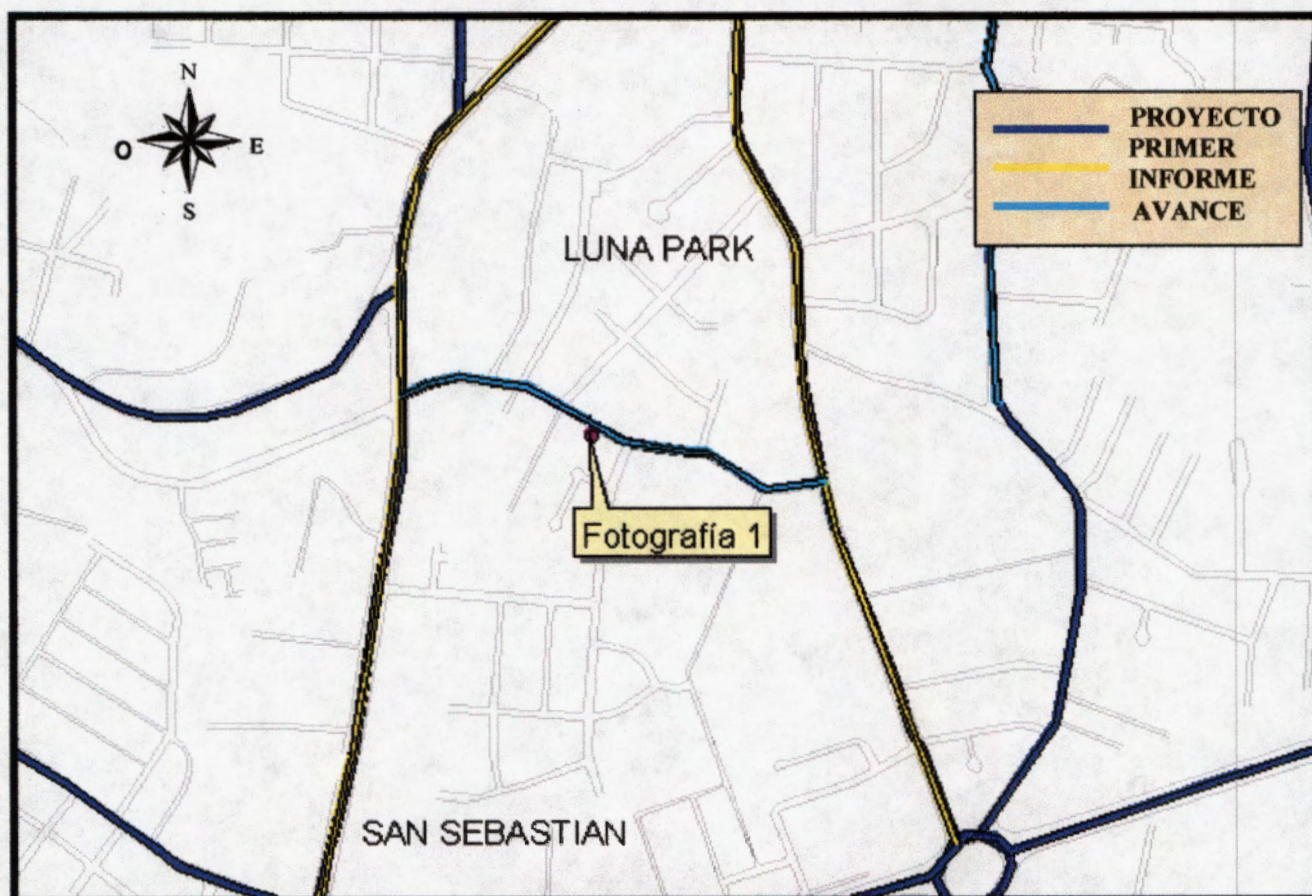 N
O E
S
PROYECTO
PRIMER
INFORME
AVANCE
LUNA PARK
Fotografía 1
SAN SEBASTIAN